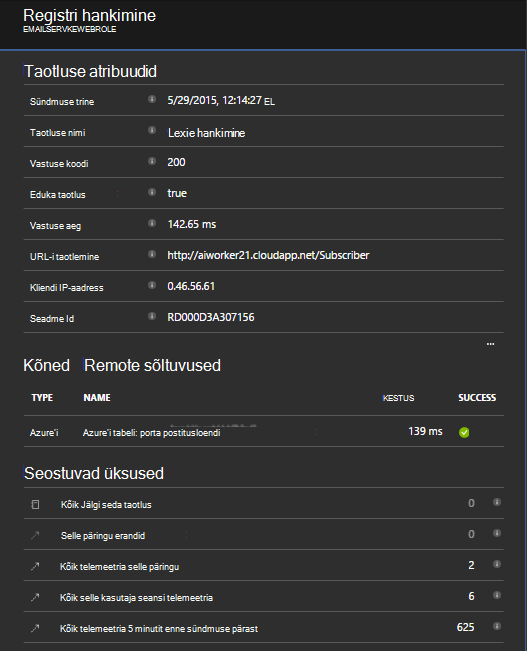 Registri hankimine
EMAILSERVKEWEBROLE
Taotluse atribuudid
Sündmuse trine 5/29/2015, 12:14:27 EL
Taotluse nimi Lexie hankimine
Vastuse koodi 200
Eduka taotlus true
Vastuse aeg 142.65 ms
URL-i taotlemine http://aiworker21.cloudapp.net/Subscriber
Kliendi IP-aadress 0.46.56.61
Seadme Id RD000D3A307156
...
Kõned Remote sõltuvused
TYPE NAME KESTUS SUCCESS
Azure'i Azure'i tabeli: porta postitusloendi 139 ms
Seostuvad üksused
Kõik Jälgi seda taotlus 0
Selle päringu erandid 0
Kõik telemeetria selle päringu 2
Kõik selle kasutaja seansi telemeetria 6
Kõik telemeetria 5 minutit enne sündmuse pärast 625